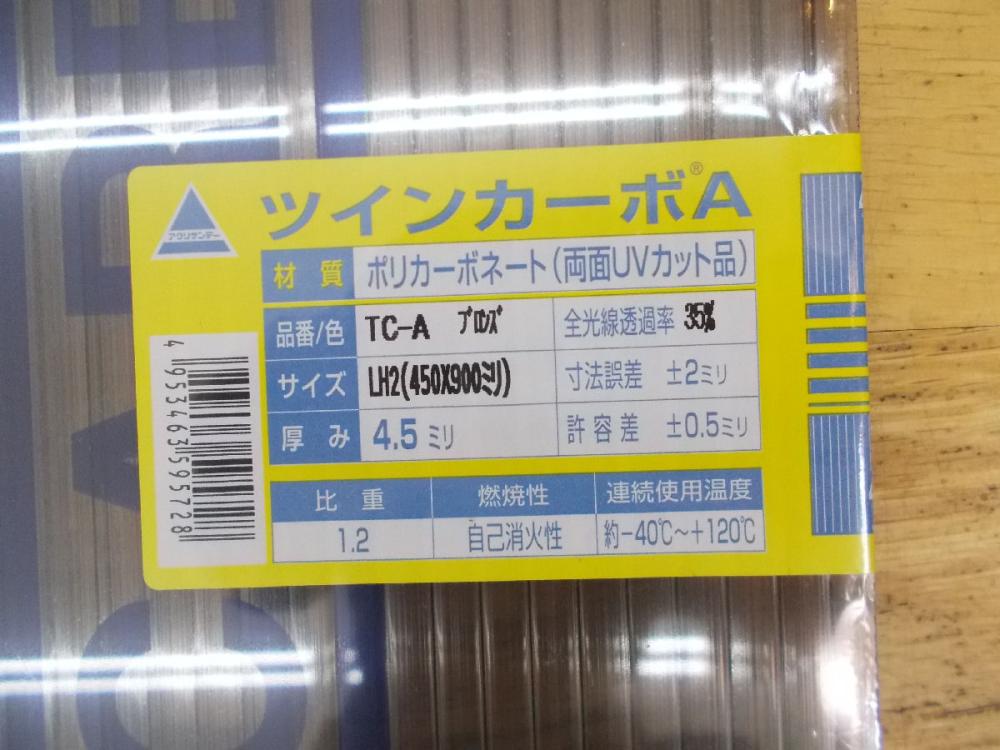 ツインカーボ®A
アクリサンデー
材質 ポリカーボネート(両面UVカット品)
品番/色 TC-A ブロンズ 全光線透過率 35%
サイズ LH2(450X900ミリ) 寸法誤差 ±2ミリ
厚み 4.5ミリ 許容差 ±0.5ミリ
比重 燃焼性 連続使用温度
1.2 自己消火性 約-40℃~+120℃
4953463595728